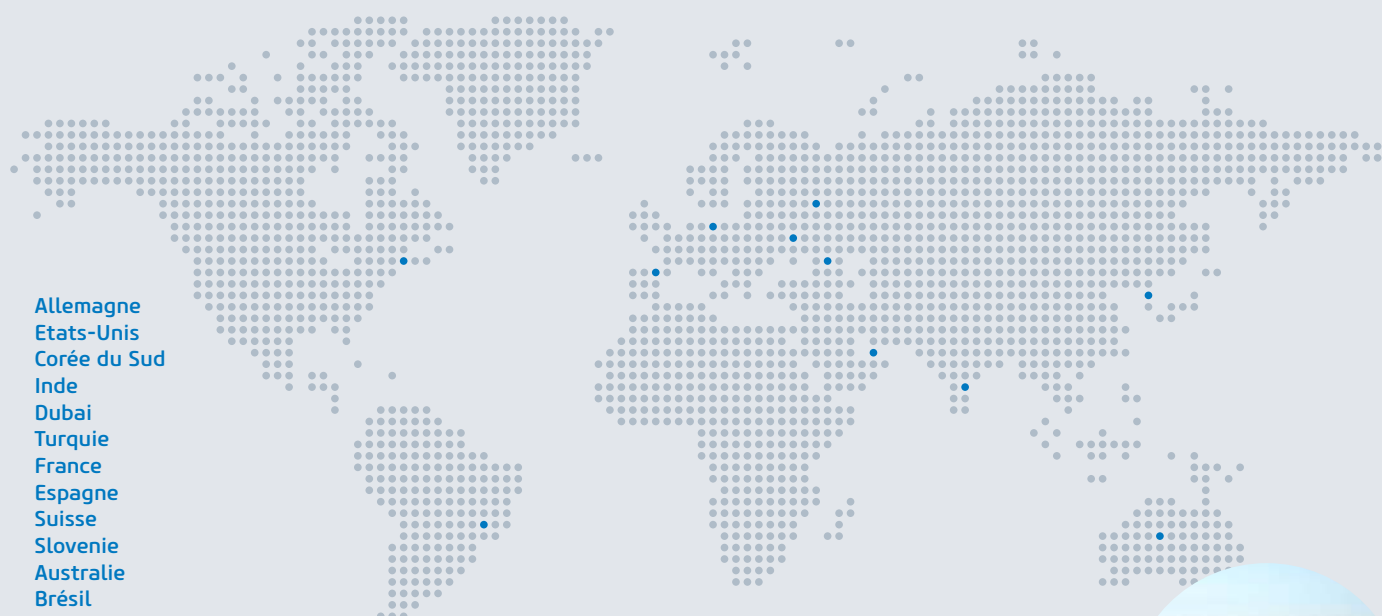 Allemagne
Etats-Unis
Corée du Sud
Inde
Dubai
Turquie
France
Espagne
Suisse
Slovenie
Australie
Brésil